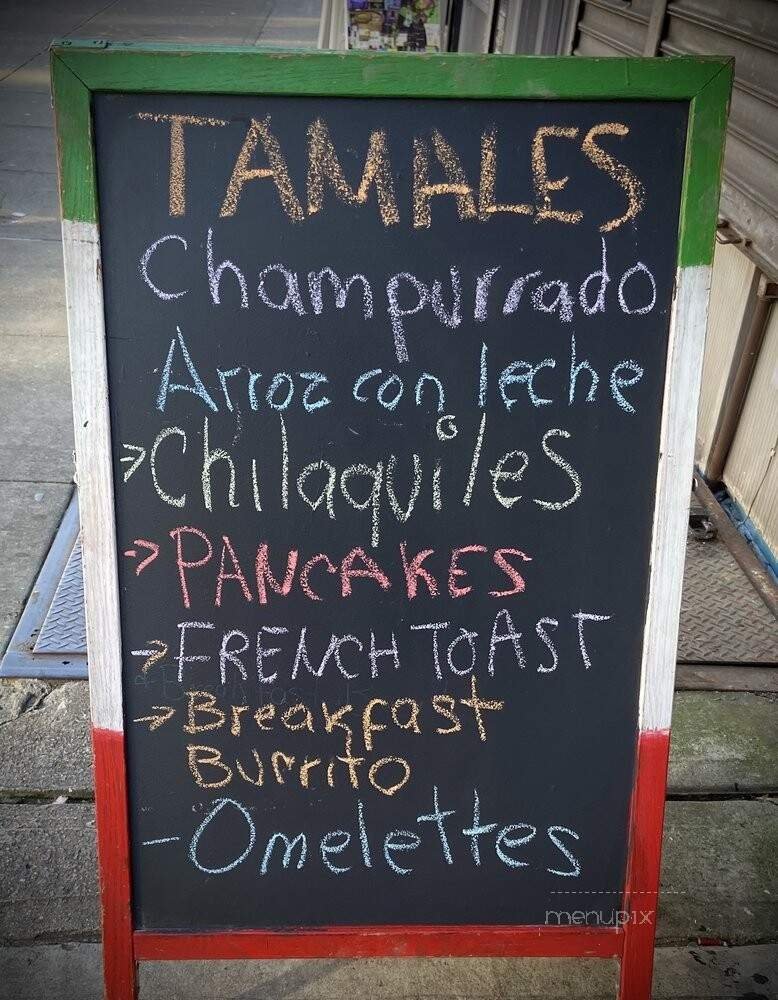 TAMALES
Champurrado
Arroz con leche
->Chilaquiles
->PANCAKES
->FRENCH TOAST
->Breakfast
Burrito
-Omelettes
menupix